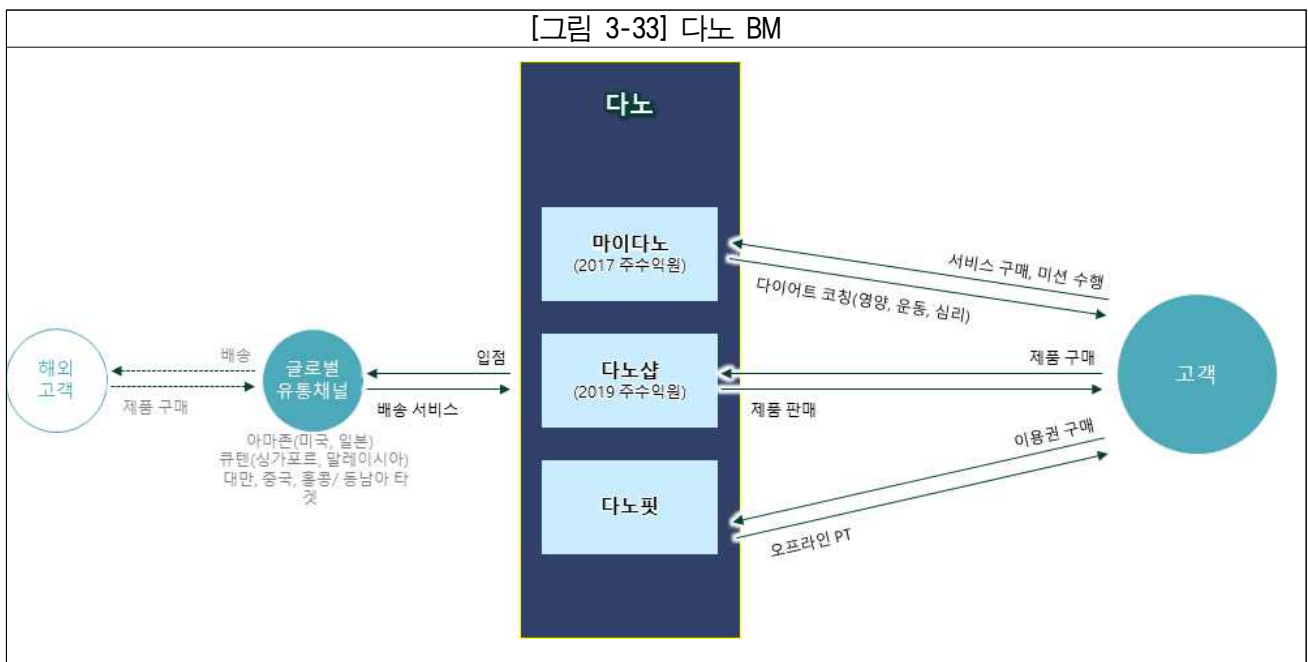 [그림 3-33] 다노 BM
다노
마이다노
(2017 주수익원)
서비스 구매, 미션 수행
다이어트 코칭(영양, 운동, 심리)
해외
고객
배송
제품 구매
글로벌
유통채널
입점
배송 서비스
다노샵
(2019 주수익원)
제품 구매
제품 판매
고객
아마존(미국, 일본)
큐텐(싱가포르, 말레이시아)
대만, 중국, 홍콩/ 동남아 타
겟
다노핏
이용권 구매
오프라인 PT